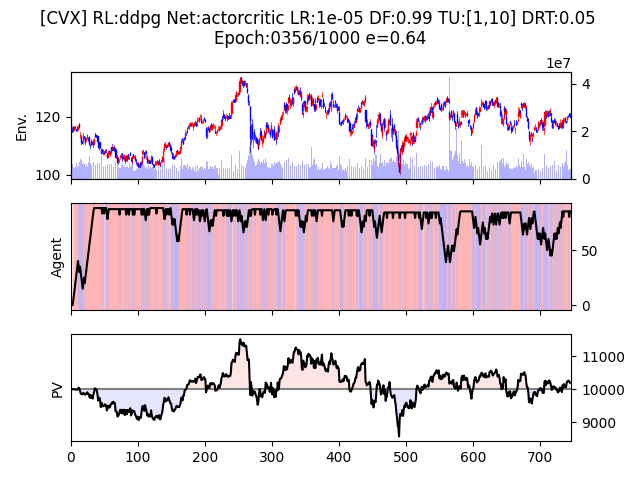 [CVX] RL:ddpg Net:actorcritic LR:1e-05 DF:0.99 TU:[1,10] DRT:0.05
Epoch:0356/1000 e=0.64
1e7
Env.
120
100
4
2
0
Agent
50
0
PV
11000
10000
9000
0 100 200 300 400 500 600 700